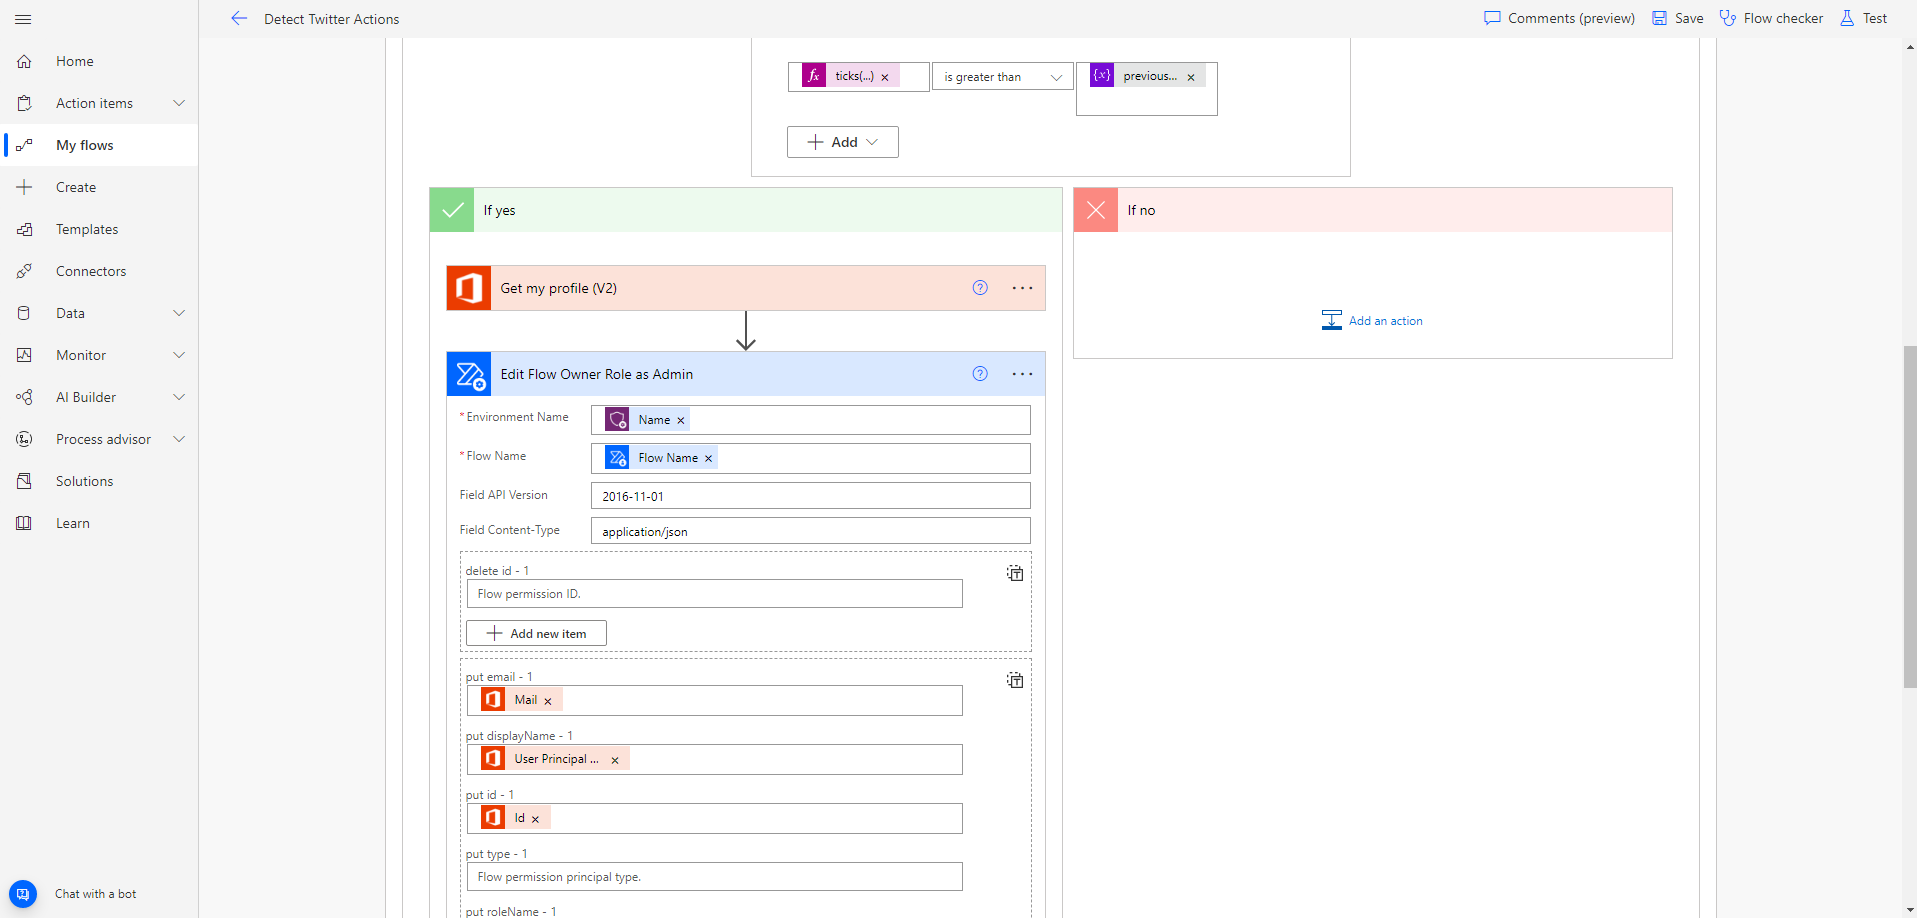 Detect Twitter Actions
Comments (preview)
Save
Flow checker
Test
Home
Action items
My flows
Create
Templates
Connectors
Data
Monitor
AI Builder
Process advisor
Solutions
Learn
Chat with a bot
fx ticks(...) ×
is greater than
{x} previous... ×
+ Add
If yes
Get my profile (V2)
Edit Flow Owner Role as Admin
* Environment Name
Name ×
* Flow Name
Flow Name ×
Field API Version
2016-11-01
Field Content-Type
application/json
delete id - 1
Flow permission ID.
+ Add new item
put email - 1
Mail ×
put displayName - 1
User Principal ... ×
put id - 1
Id ×
put type - 1
Flow permission principal type.
put roleName - 1
If no
Add an action